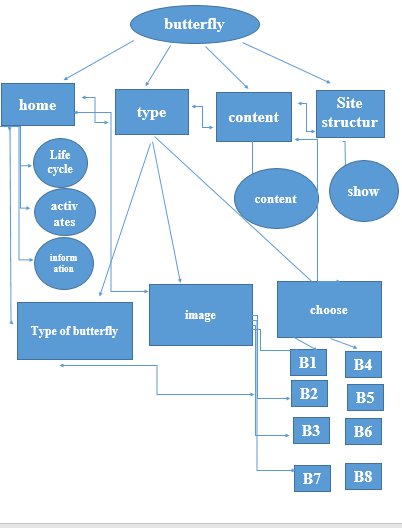 butterfly
home
type
content
Site
structur
Life
cycle
activ
ates
inform
ation
content
show
Type of butterfly
image
choose
B1
B4
B2
B5
B3
B6
B7
B8